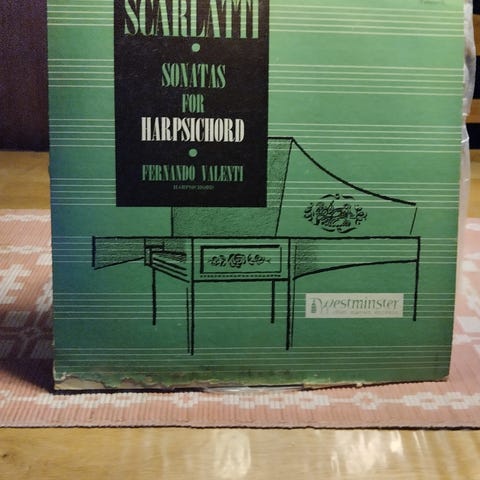 SCARLATTI
SONATAS
FOR
HARPSICHORD
FERNANDO VALENTI
HARPSICHORD
Westminster